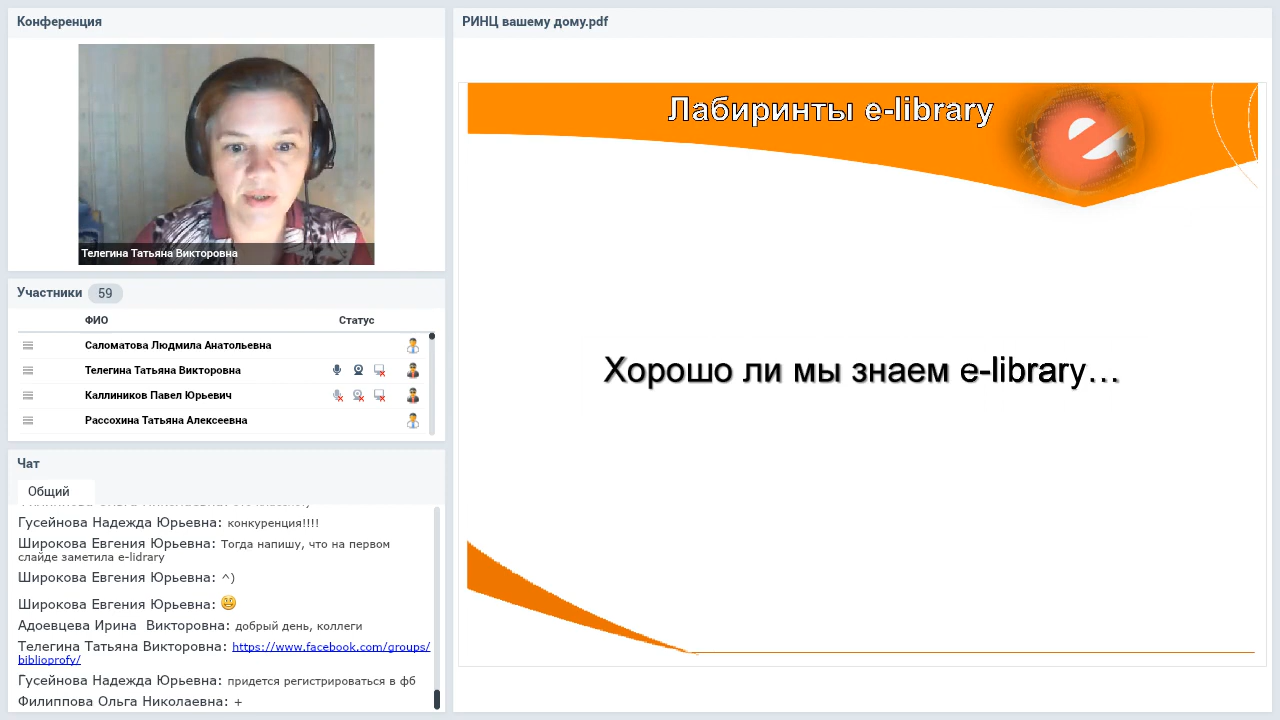 Конференция
Телегина Татьяна Викторовна
Участники 59
ФИО Статус
Саломатова Людмила Анатольевна
Телегина Татьяна Викторовна
Каллиников Павел Юрьевич
Рассохина Татьяна Алексеевна
Чат
Общий
Гусейнова Надежда Юрьевна: конкуренция!!!!
Широкова Евгения Юрьевна: Тогда напишу, что на первом
слайде заметила e-lidrary
Широкова Евгения Юрьевна: ^)
Широкова Евгения Юрьевна:
Адоевцева Ирина Викторовна: добрый день, коллеги
Телегина Татьяна Викторовна: https://www.facebook.com/groups/
biblioprofy/
Гусейнова Надежда Юрьевна: придется регистрироваться в фб
Филиппова Ольга Николаевна: +
РИНЦ вашему дому.pdf
Лабиринты e-library
Хорошо ли мы знаем e-library...